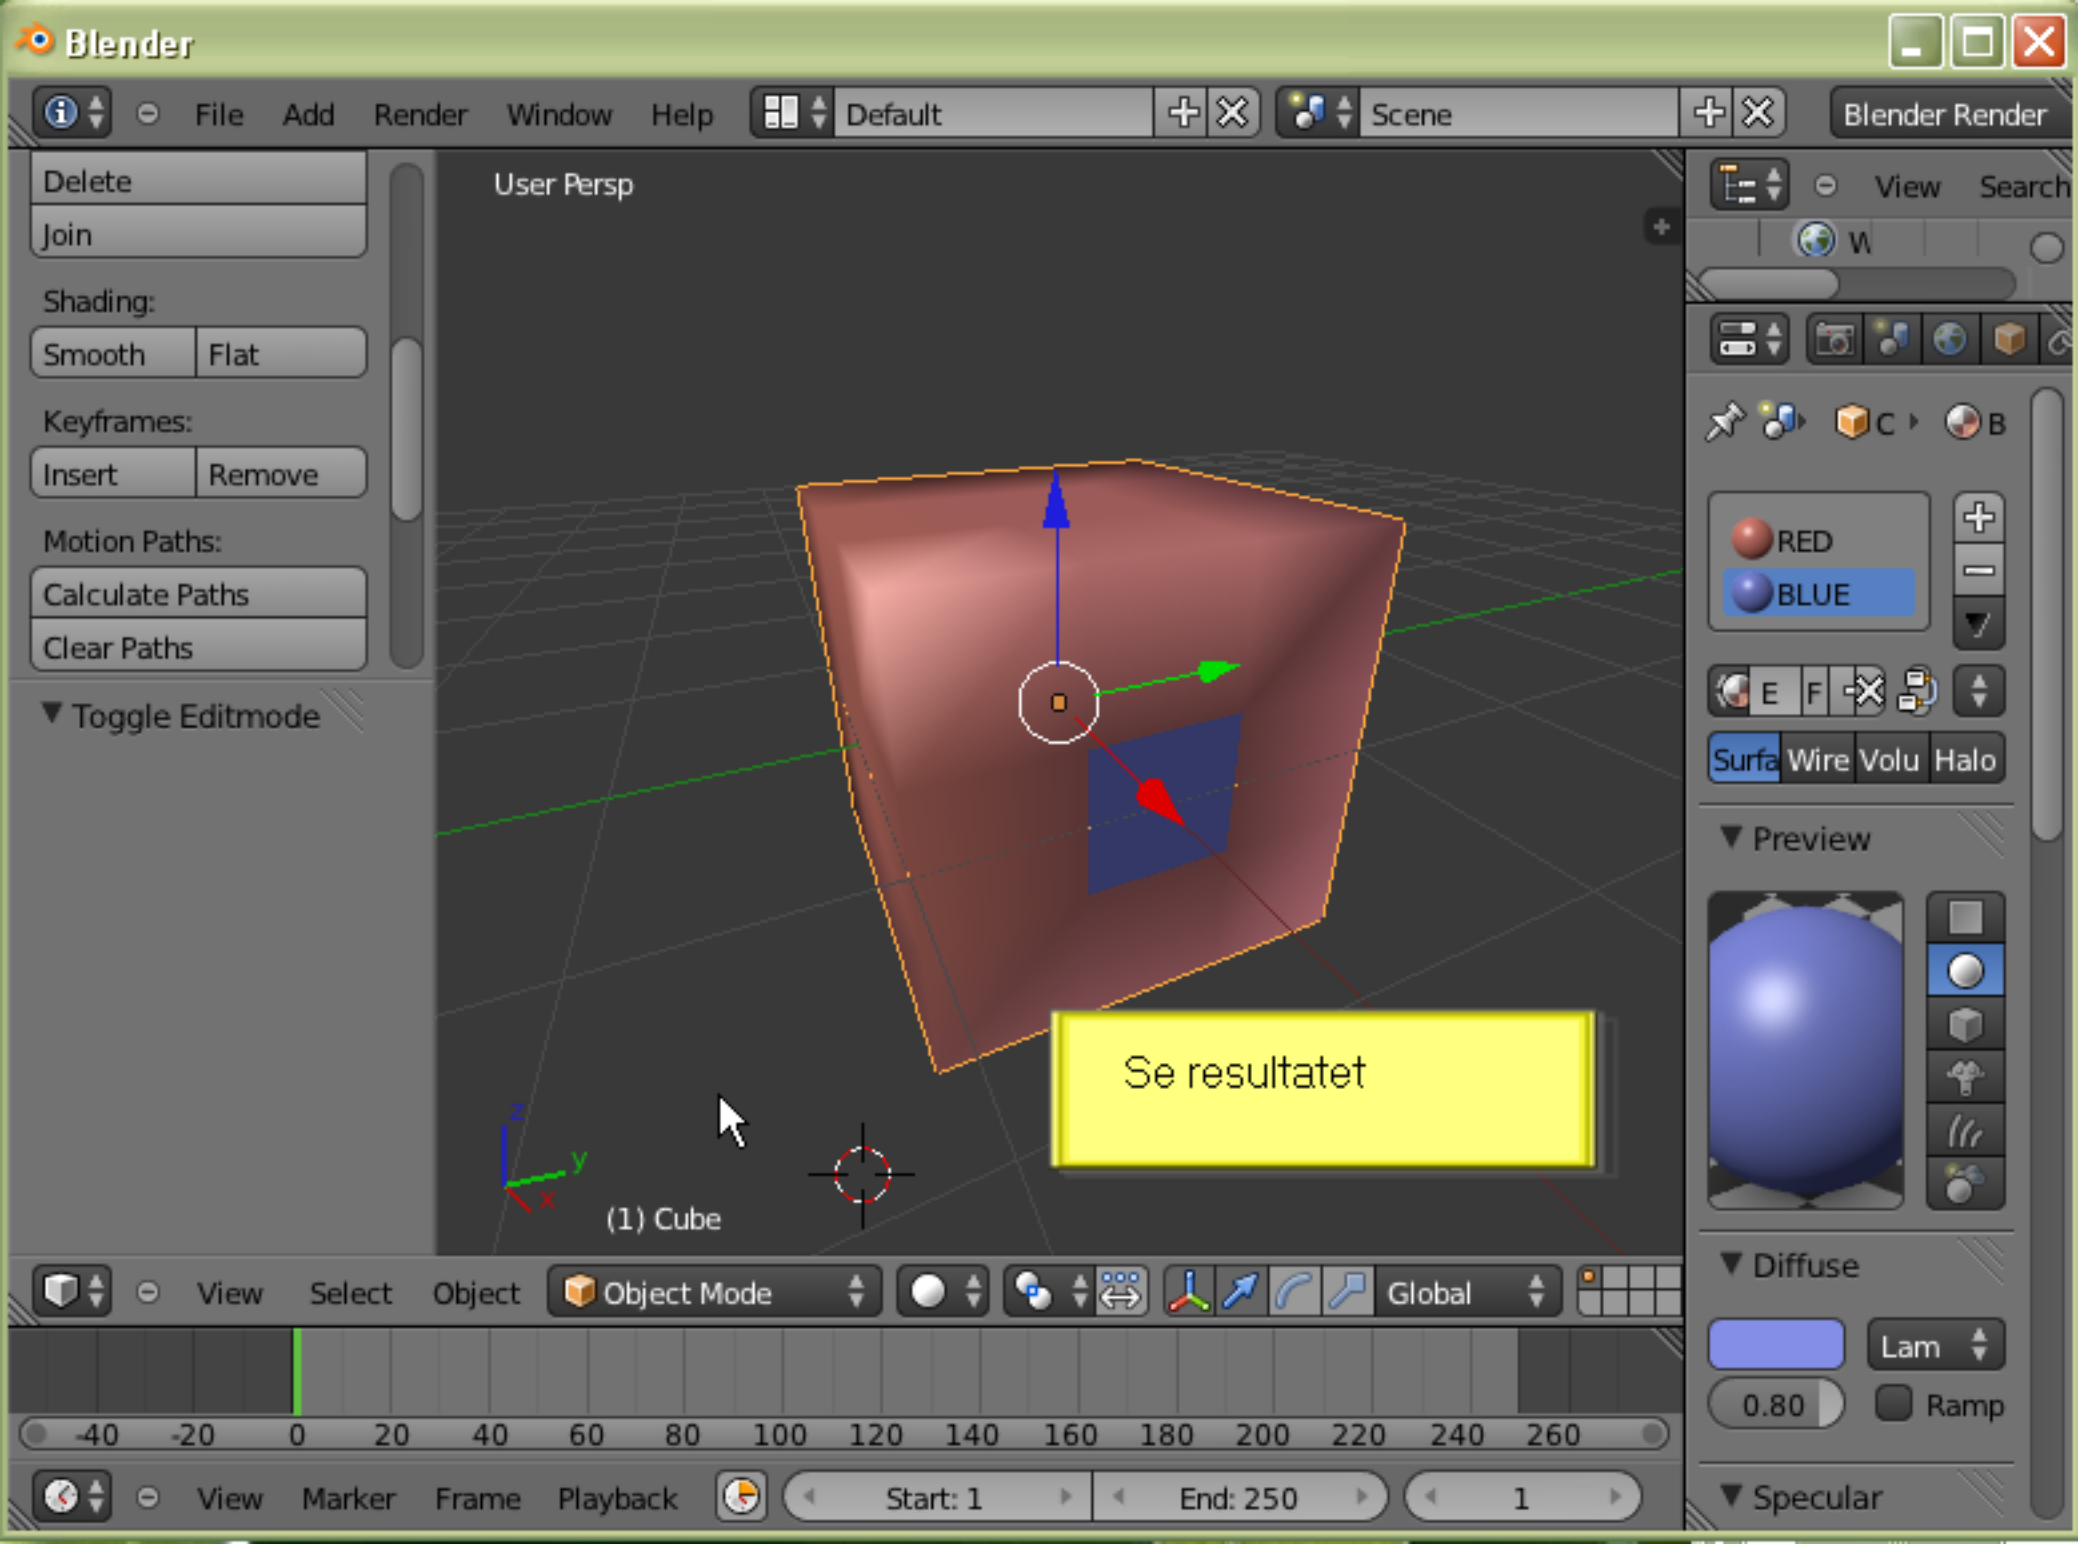 Blender
File Add Render Window Help Default Scene Blender Render
Delete
Join
Shading:
Smooth Flat
Keyframes:
Insert Remove
Motion Paths:
Calculate Paths
Clear Paths
Toggle Editmode
User Persp
Se resultatet
z
y
x
(1) Cube
View Search
W
C B
RED
BLUE
E F
Surfa Wire Volu Halo
Preview
Diffuse
Lam
0.80 Ramp
Specular
View Select Object Object Mode Global
-40 -20 0 20 40 60 80 100 120 140 160 180 200 220 240 260
View Marker Frame Playback Start: 1 End: 250 1